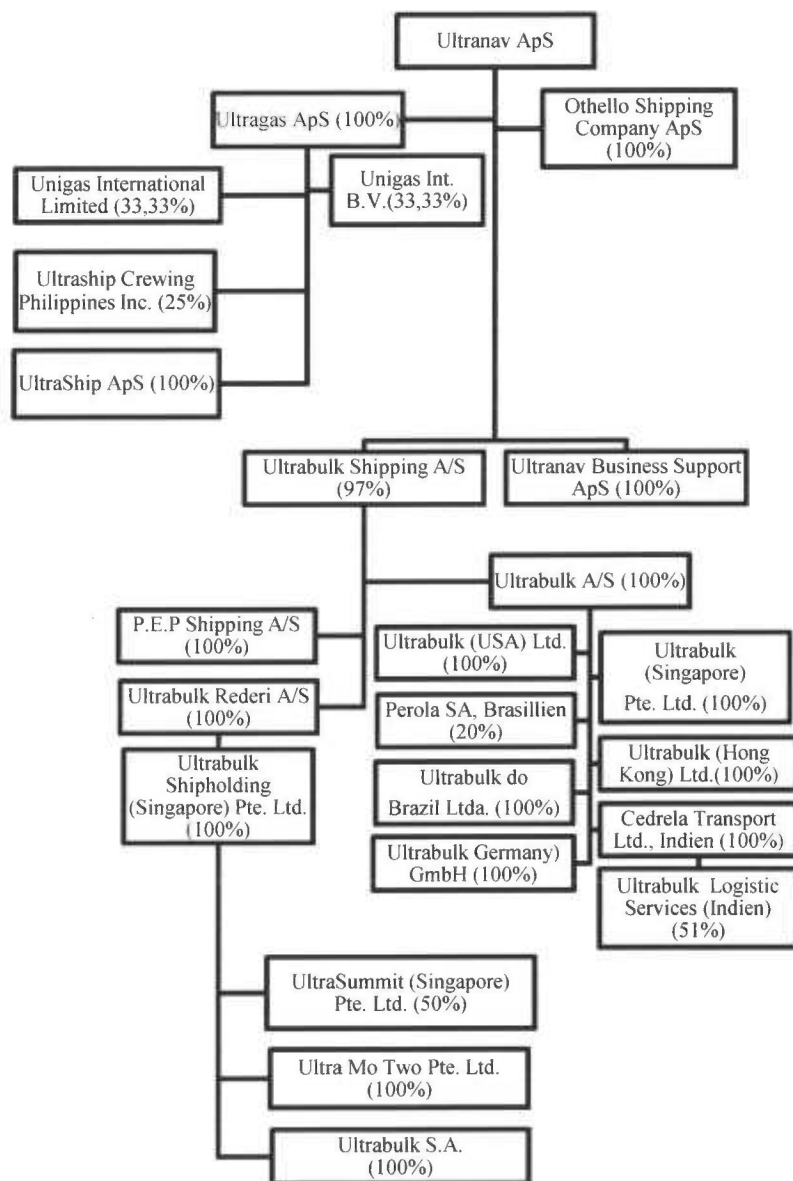 Ultranav ApS
Ultragas ApS (100%)
Othello Shipping
Company ApS
(100%)
Unigas International
Limited (33,33%)
Unigas Int.
B.V.(33,33%)
Ultraship Crewing
Philippines Inc. (25%)
UltraShip ApS (100%)
Ultrabulk Shipping A/S
(97%)
Ultranav Business Support
ApS (100%)
Ultrabulk A/S (100%)
P.E.P Shipping A/S
(100%)
Ultrabulk (USA) Ltd.
(100%)
Ultrabulk
(Singapore)
Pte. Ltd. (100%)
Ultrabulk Rederi A/S
(100%)
Perola SA, Brasillien
(20%)
Ultrabulk
Shipholding
(Singapore) Pte. Ltd.
(100%)
Ultrabulk (Hong
Kong) Ltd.(100%)
Ultrabulk do
Brazil Ltda. (100%)
Cedrela Transport
Ltd., Indien (100%)
Ultrabulk Germany)
GmbH (100%)
Ultrabulk Logistic
Services (Indien)
(51%)
UltraSummit (Singapore)
Pte. Ltd. (50%)
Ultra Mo Two Pte. Ltd.
(100%)
Ultrabulk S.A.
(100%)